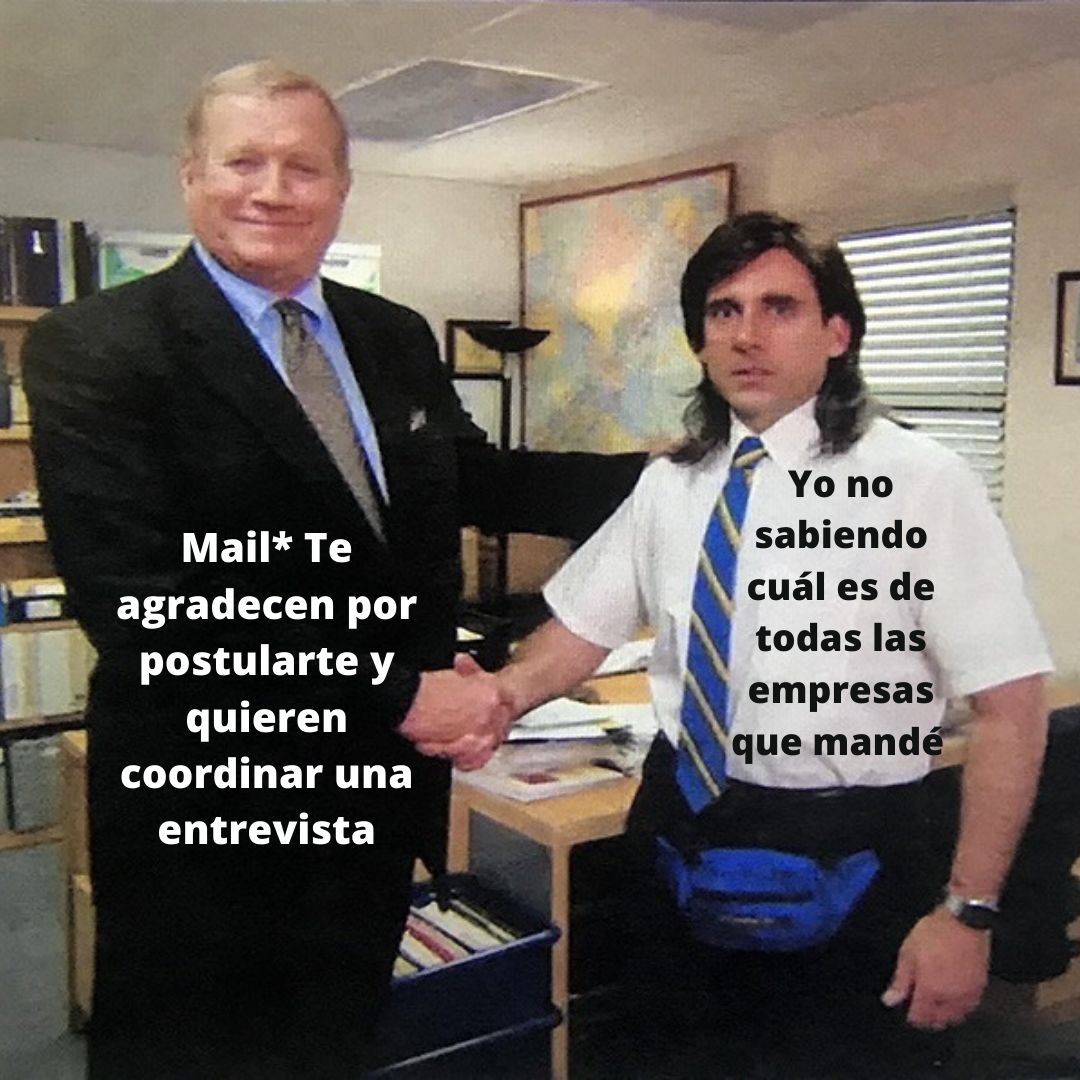 Mail* Te
agradecen por
postularte y
quieren
coordinar una
entrevista
Yo no
sabiendo
cuál es de
todas las
empresas
que mandé